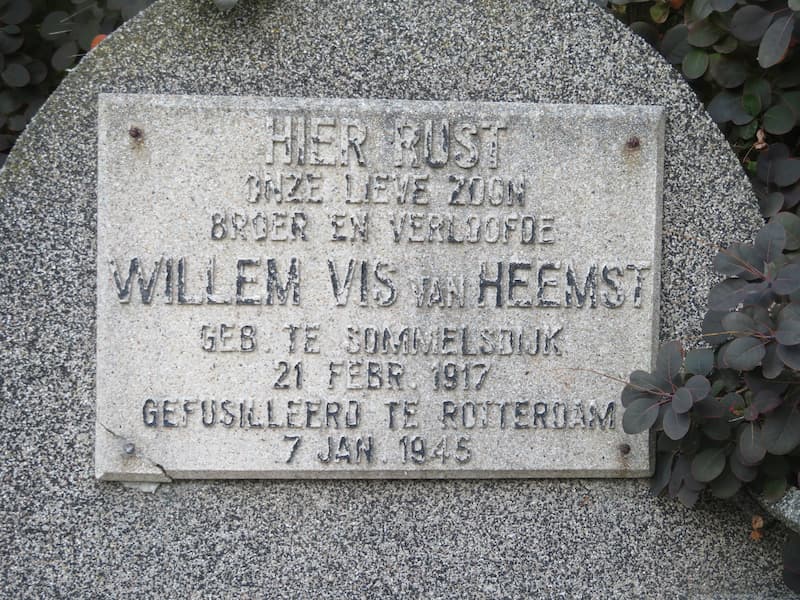 HIER RUST
ONZE LIEVE ZOON
BROER EN VERLOOFDE
WILLEM VIS VAN HEEMST
GEB. TE SOMMELSDIJK
21 FEBR. 1917
GEFUSILLEERD TE ROTTERDAM
7 JAN. 1945